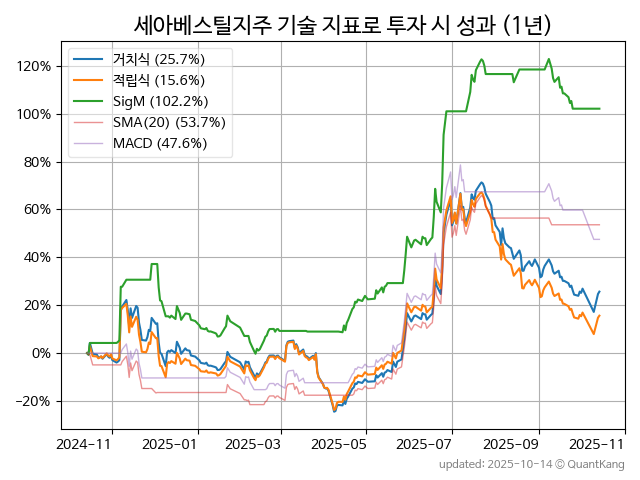 세아베스틸지주 기술 지표로 투자 시 성과 (1년)
거치식 (25.7%)
적립식 (15.6%)
SigM (102.2%)
SMA(20) (53.7%)
MACD (47.6%)
120%
100%
80%
60%
40%
20%
0%
−20%
2024-11 2025-01 2025-03 2025-05 2025-07 2025-09 2025-11
updated: 2025-10-14 © QuantKang